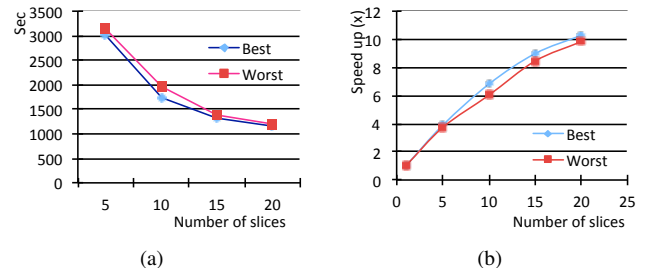 Sec
3500
3000
2500
2000
1500
1000
500
0
Best
Worst
5 10 15 20
Number of slices
(a)
Speed up (x)
12
10
8
6
4
2
0
Best
Worst
0 5 10 15 20 25
Number of slices
(b)